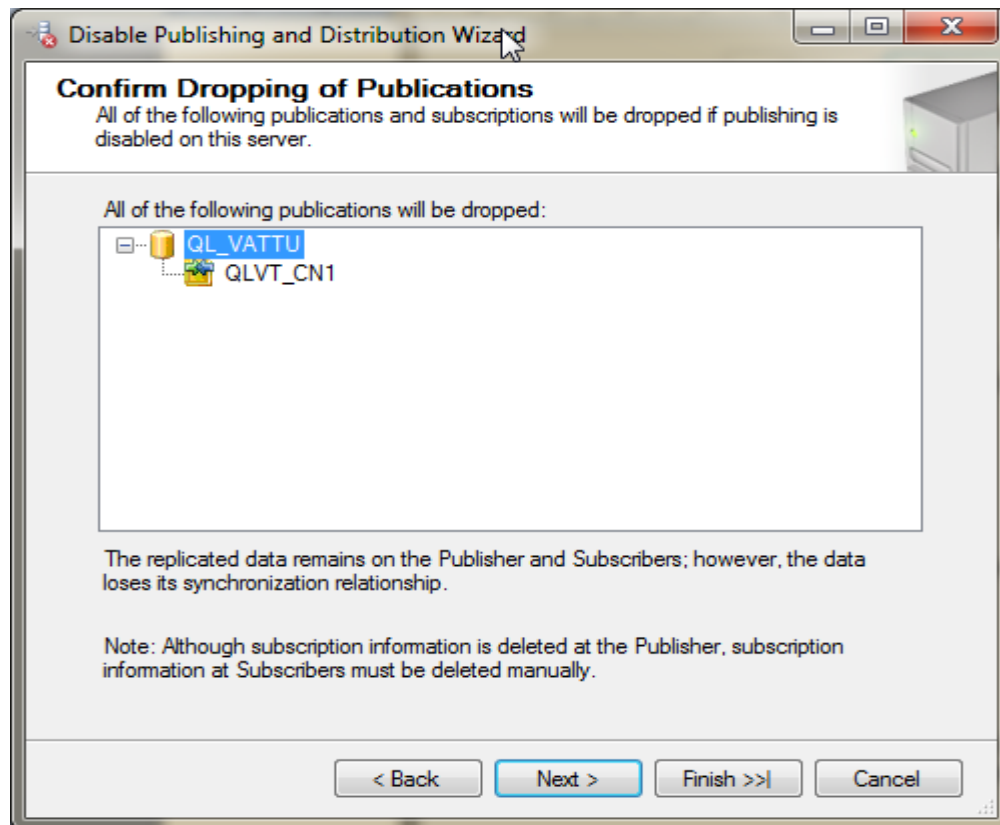 Disable Publishing and Distribution Wizard
Confirm Dropping of Publications
All of the following publications and subscriptions will be dropped if publishing is
disabled on this server.
All of the following publications will be dropped:
QL_VATTU
QLVT_CN1
The replicated data remains on the Publisher and Subscribers; however, the data
loses its synchronization relationship.
Note: Although subscription information is deleted at the Publisher, subscription
information at Subscribers must be deleted manually.
< Back Next > Finish >>| Cancel